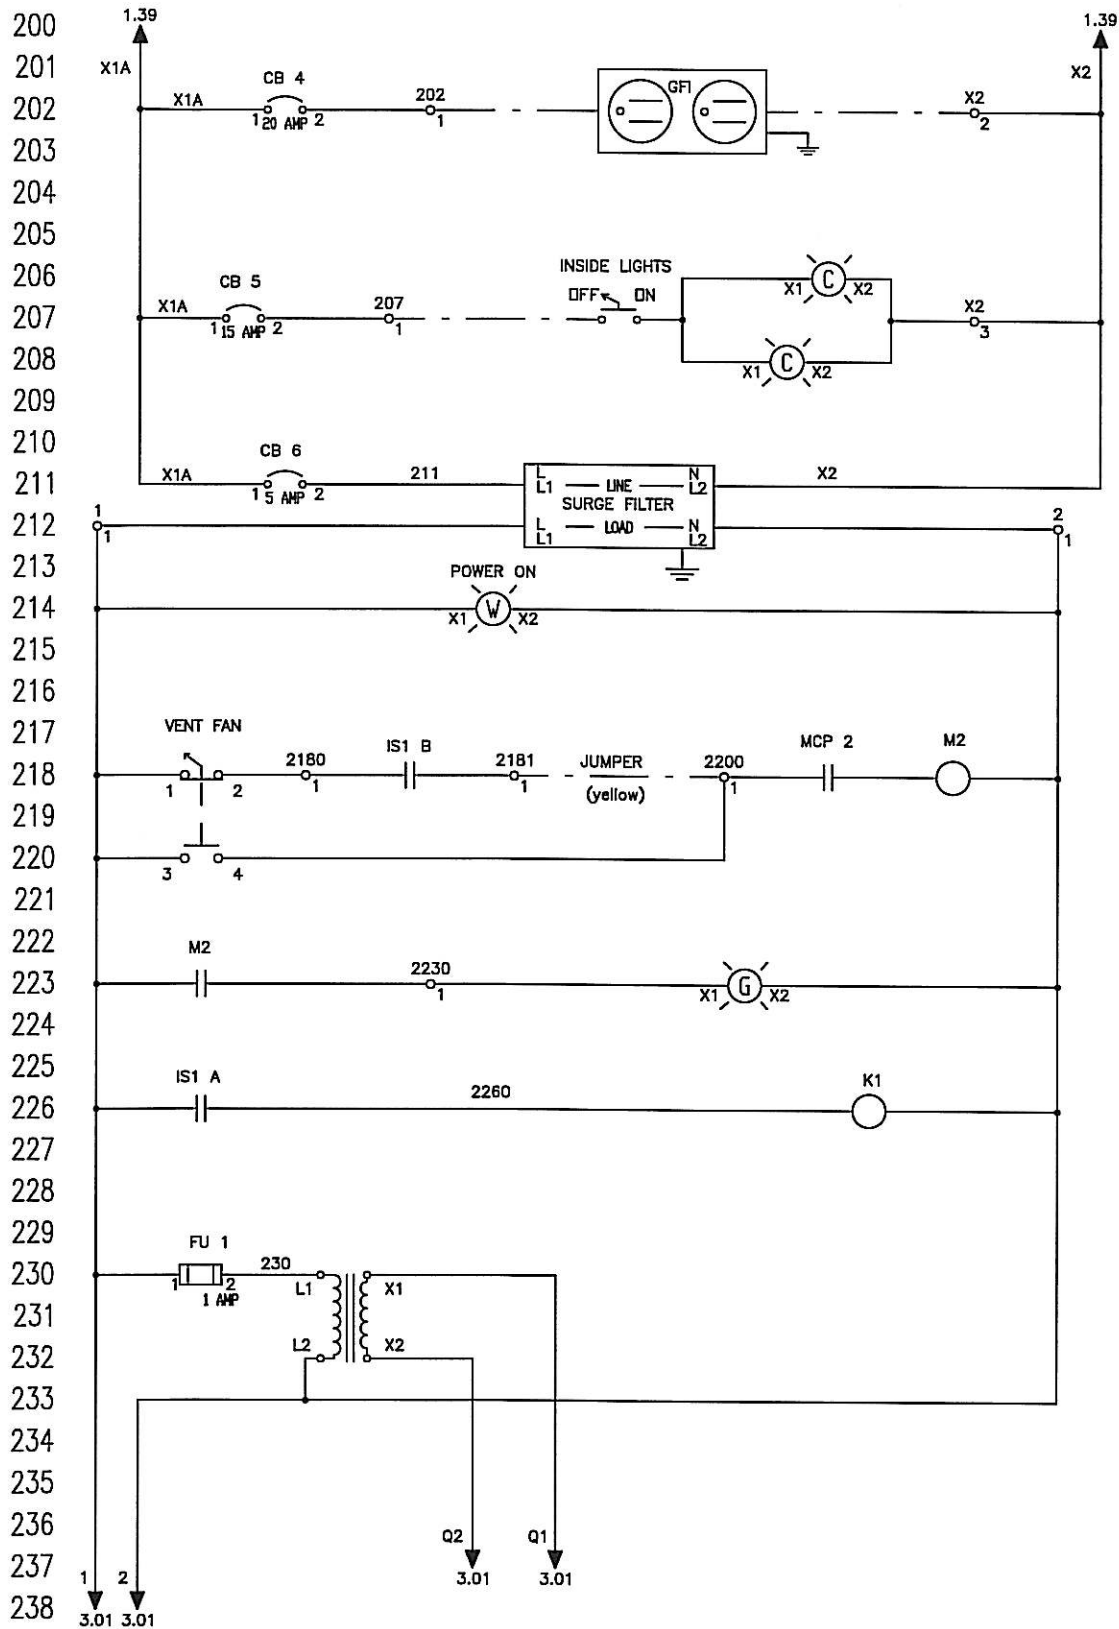 200 1.39 1.39
201 X1A X2
CB 4 GFI
202 X1A 202 X2
1 20 AMP 2 1 2
203
204
205
206 INSIDE LIGHTS C
CB 5 OFF ON X1 X2
207 X1A 207 X2
1 15 AMP 2 1 3
208 C
X1 X2
209
210
CB 6
211 X1A 211 L N X2
1 5 AMP 2 L1 LINE L2
SURGE FILTER
212 1 L LOAD N 2
1 L1 L2 1
213 POWER ON
214 W
X1 X2
215
216
217 VENT FAN IS1 B MCP 2 M2
218 2180 2181 JUMPER 2200
1 2 1 1 (yellow) 1
219
220
3 4
221
222 M2
223 2230 G
1 X1 X2
224
225 IS1 A K1
226 2260
227
228
229 FU 1
230 230
1 2 L1 X1
1 AMP
231
232 L2 X2
233
234
235
236 Q2 Q1
237 1 2 3.01 3.01
238 3.01 3.01